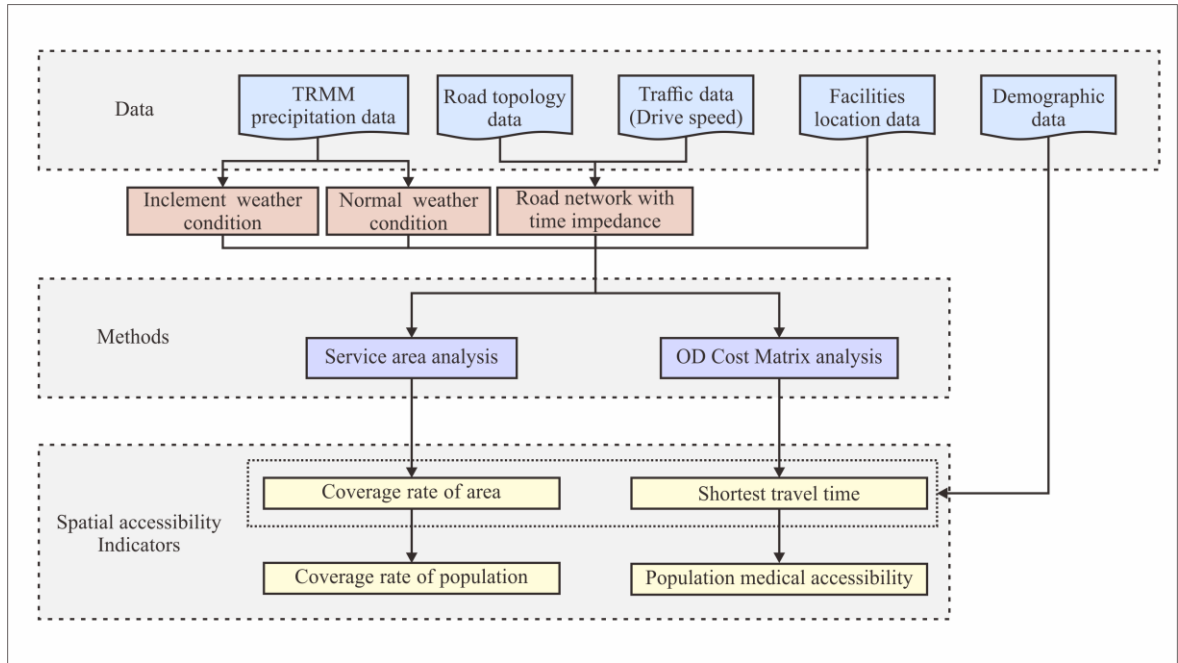 Data
TRMM
precipitation data
Road topology
data
Traffic data
(Drive speed)
Facilities
location data
Demographic
data
Inclement weather
condition
Normal weather
condition
Road network with
time impedance
Methods
Service area analysis
OD Cost Matrix analysis
Spatial accessibility
Indicators
Coverage rate of area
Shortest travel time
Coverage rate of population
Population medical accessibility